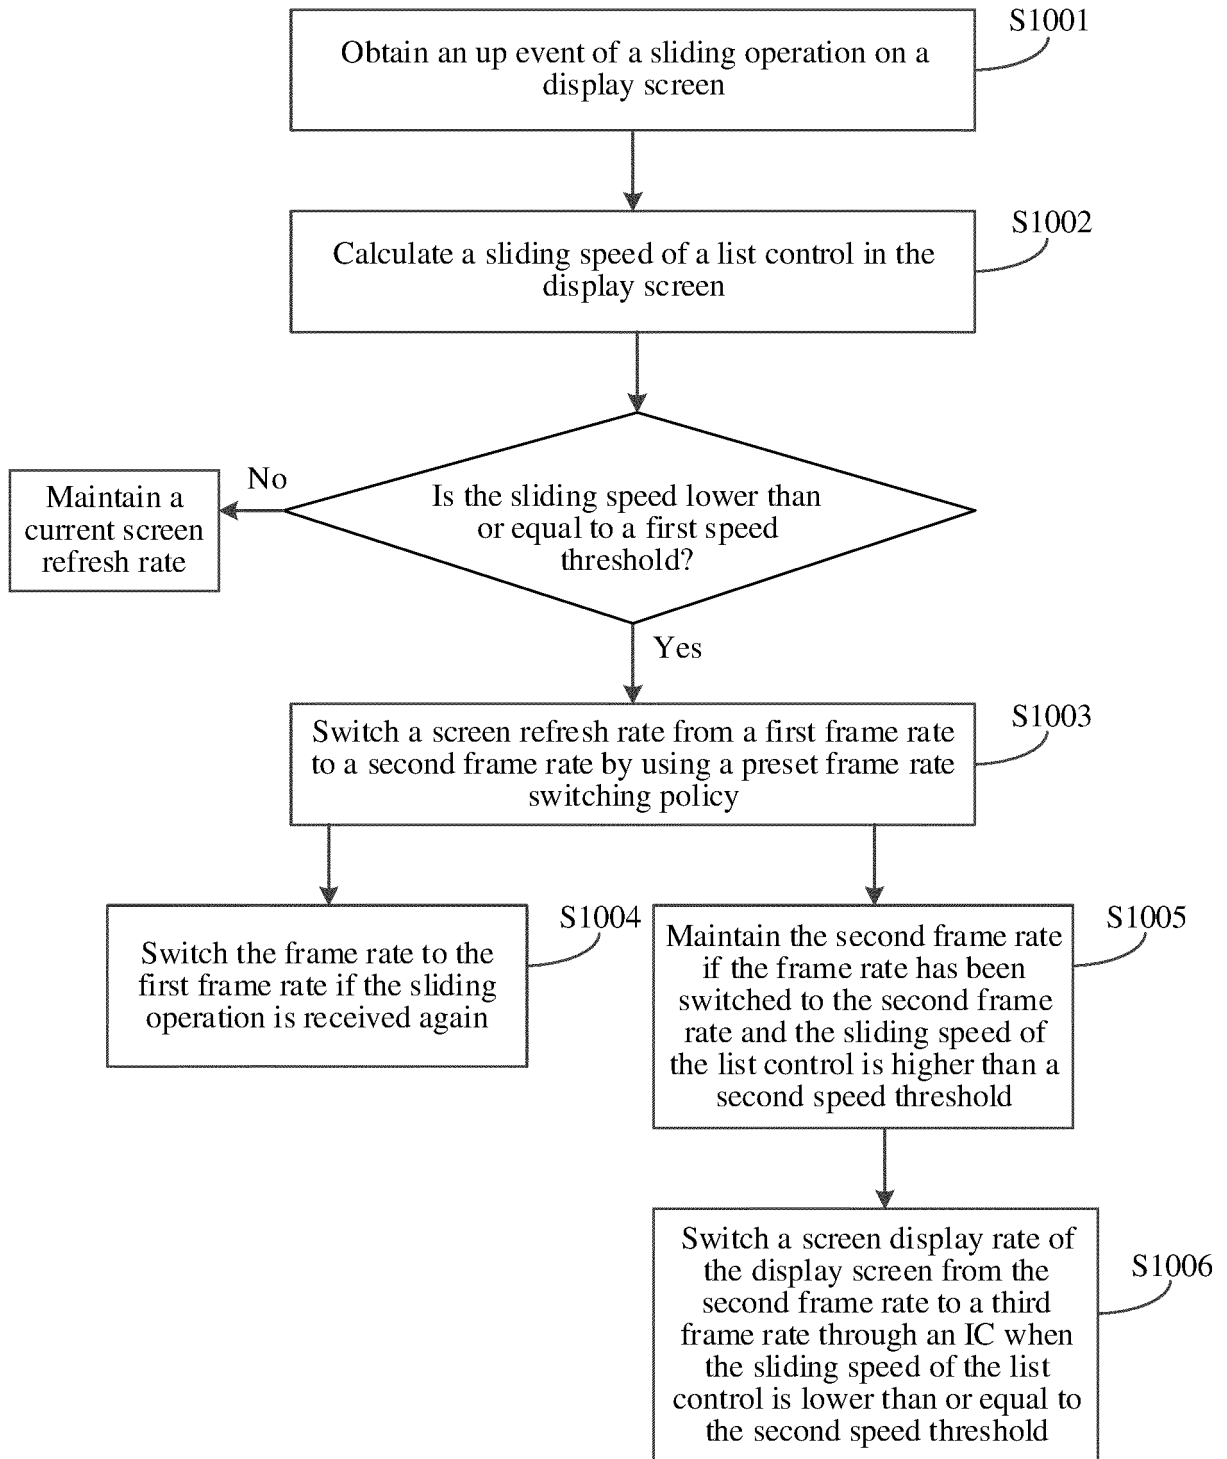 S1001
Obtain an up event of a sliding operation on a
display screen
S1002
Calculate a sliding speed of a list control in the
display screen
No
Maintain a
current screen
refresh rate
Is the sliding speed lower than
or equal to a first speed
threshold?
Yes
S1003
Switch a screen refresh rate from a first frame rate
to a second frame rate by using a preset frame rate
switching policy
S1004
Switch the frame rate to the
first frame rate if the sliding
operation is received again
S1005
Maintain the second frame rate
if the frame rate has been
switched to the second frame
rate and the sliding speed of
the list control is higher than a
second speed threshold
S1006
Switch a screen display rate of
the display screen from the
second frame rate to a third
frame rate through an IC when
the sliding speed of the list
control is lower than or equal to
the second speed threshold